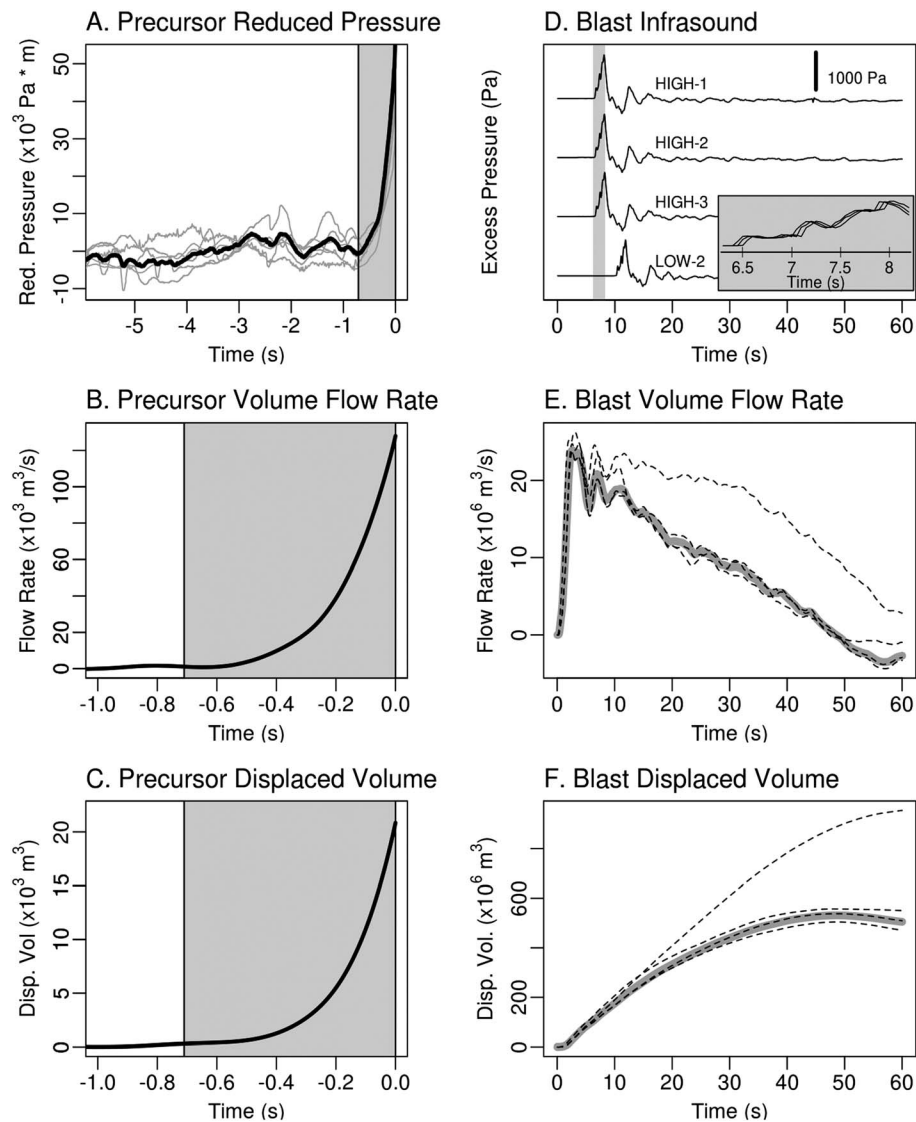 A. Precursor Reduced Pressure
Red. Pressure (x10³ Pa * m)
50
30
10
-10
-5 -4 -3 -2 -1 0
Time (s)
D. Blast Infrasound
Excess Pressure (Pa)
HIGH-1
1000 Pa
HIGH-2
HIGH-3
LOW-2
6.5 7 7.5 8
Time (s)
0 10 20 30 40 50 60
Time (s)
B. Precursor Volume Flow Rate
Flow Rate (x10³ m³/s)
100
60
20
0
-1.0 -0.8 -0.6 -0.4 -0.2 0.0
Time (s)
E. Blast Volume Flow Rate
Flow Rate (x10⁶ m³/s)
20
10
0
0 10 20 30 40 50 60
Time (s)
C. Precursor Displaced Volume
Disp. Vol (x10³ m³)
20
15
10
5
0
-1.0 -0.8 -0.6 -0.4 -0.2 0.0
Time (s)
F. Blast Displaced Volume
Disp. Vol. (x10⁶ m³)
600
200
0
0 10 20 30 40 50 60
Time (s)